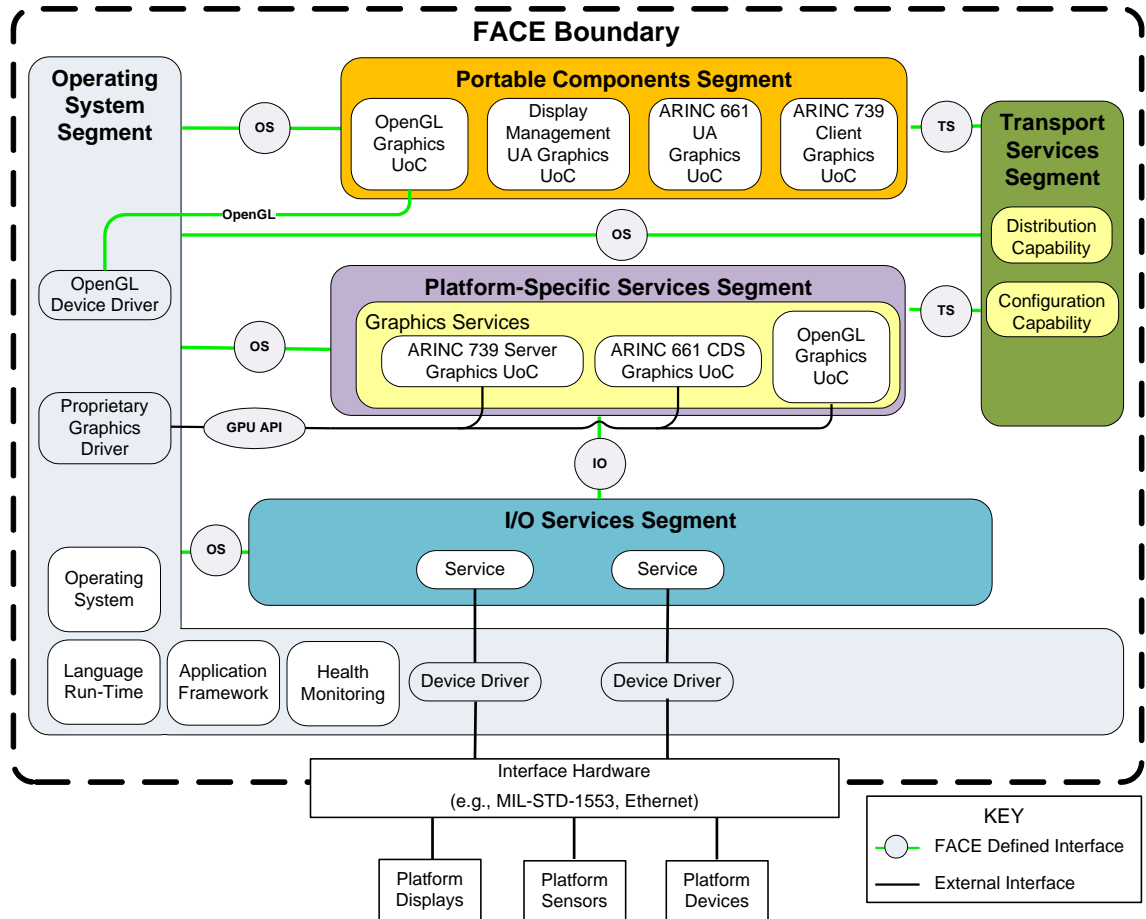 FACE Boundary
Operating
System
Segment
Portable Components Segment
OS
OpenGL
Graphics
UoC
Display
Management
UA Graphics
UoC
ARINC 661
UA
Graphics
UoC
ARINC 739
Client
Graphics
UoC
TS
Transport
Services
Segment
OpenGL
OS
Distribution
Capability
OpenGL
Device Driver
Platform-Specific Services Segment
Configuration
Capability
TS
Graphics Services
OS
ARINC 739 Server
Graphics UoC
ARINC 661 CDS
Graphics UoC
OpenGL
Graphics
UoC
Proprietary
Graphics
Driver
GPU API
IO
I/O Services Segment
OS
Service
Service
Operating
System
Language
Run-Time
Application
Framework
Health
Monitoring
Device Driver
Device Driver
Interface Hardware
(e.g., MIL-STD-1553, Ethernet)
Platform
Displays
Platform
Sensors
Platform
Devices
KEY
FACE Defined Interface
External Interface